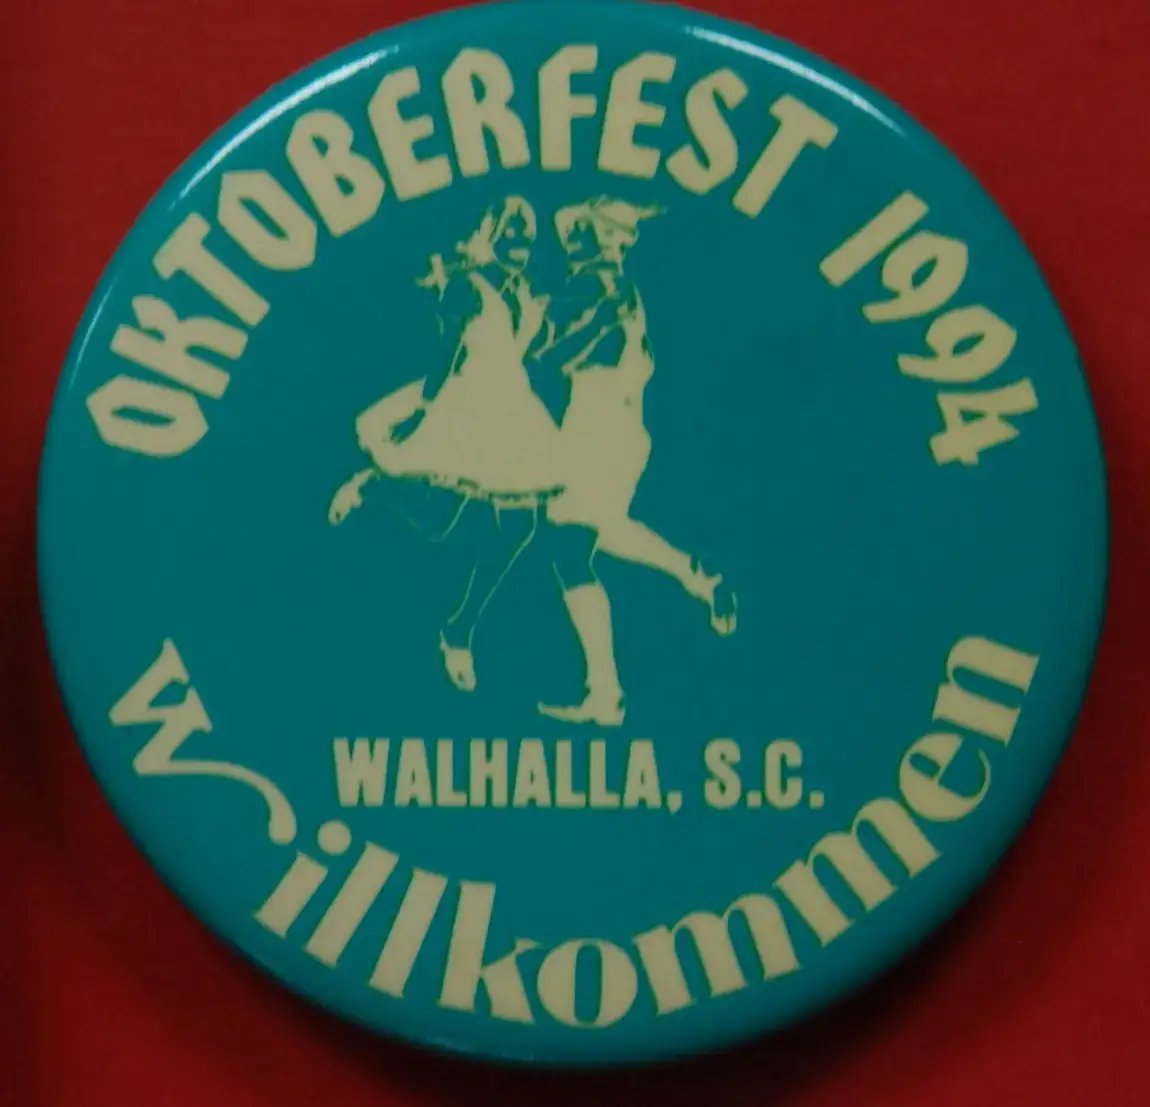 OKTOBERFEST 1994
WALHALLA, S.C.
Willkommen